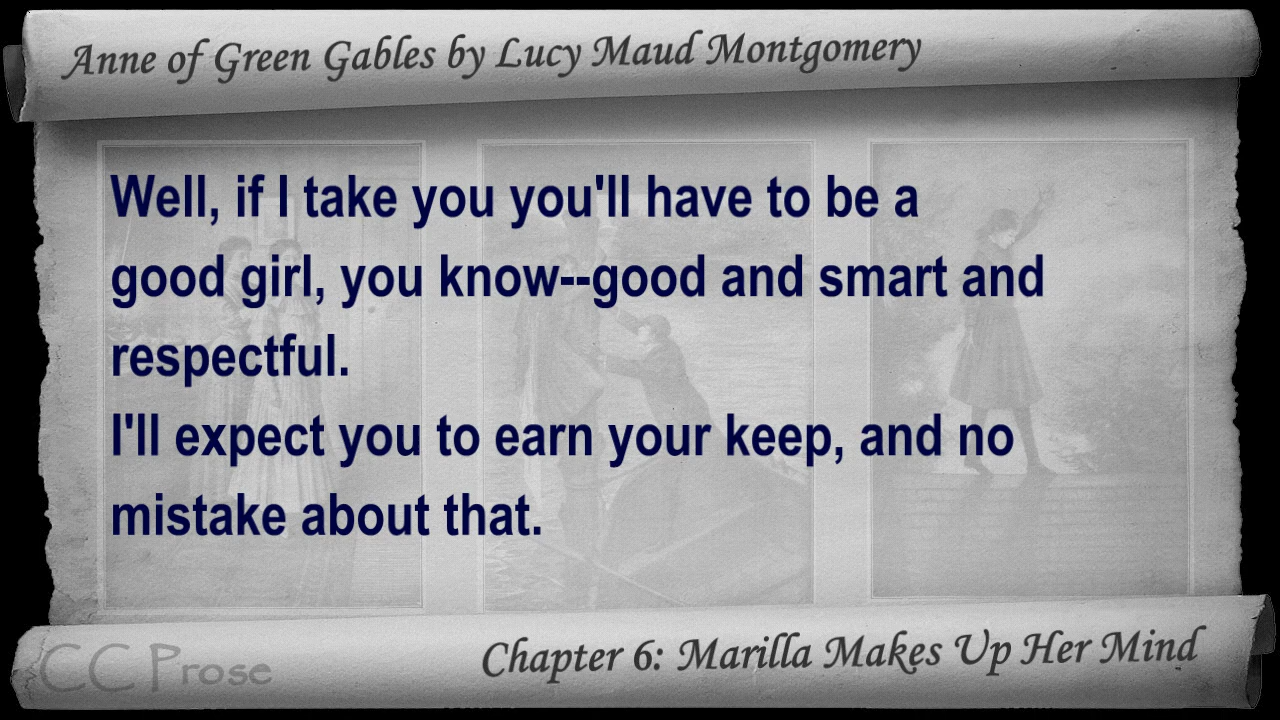 Anne of Green Gables by Lucy Maud Montgomery
Well, if I take you you'll have to be a
good girl, you know--good and smart and
respectful.
I'll expect you to earn your keep, and no
mistake about that.
CC Prose
Chapter 6: Marilla Makes Up Her Mind